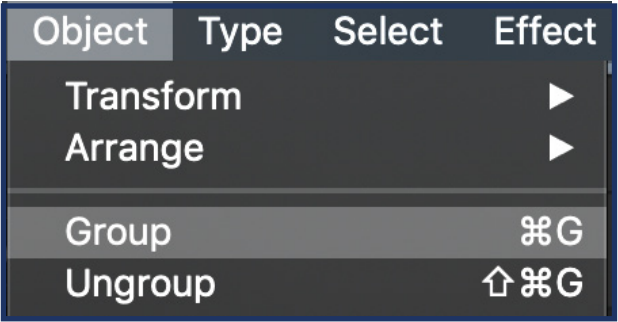 Object Type Select Effect
Transform ▶
Arrange ▶
Group ⌘G
Ungroup ⇧⌘G